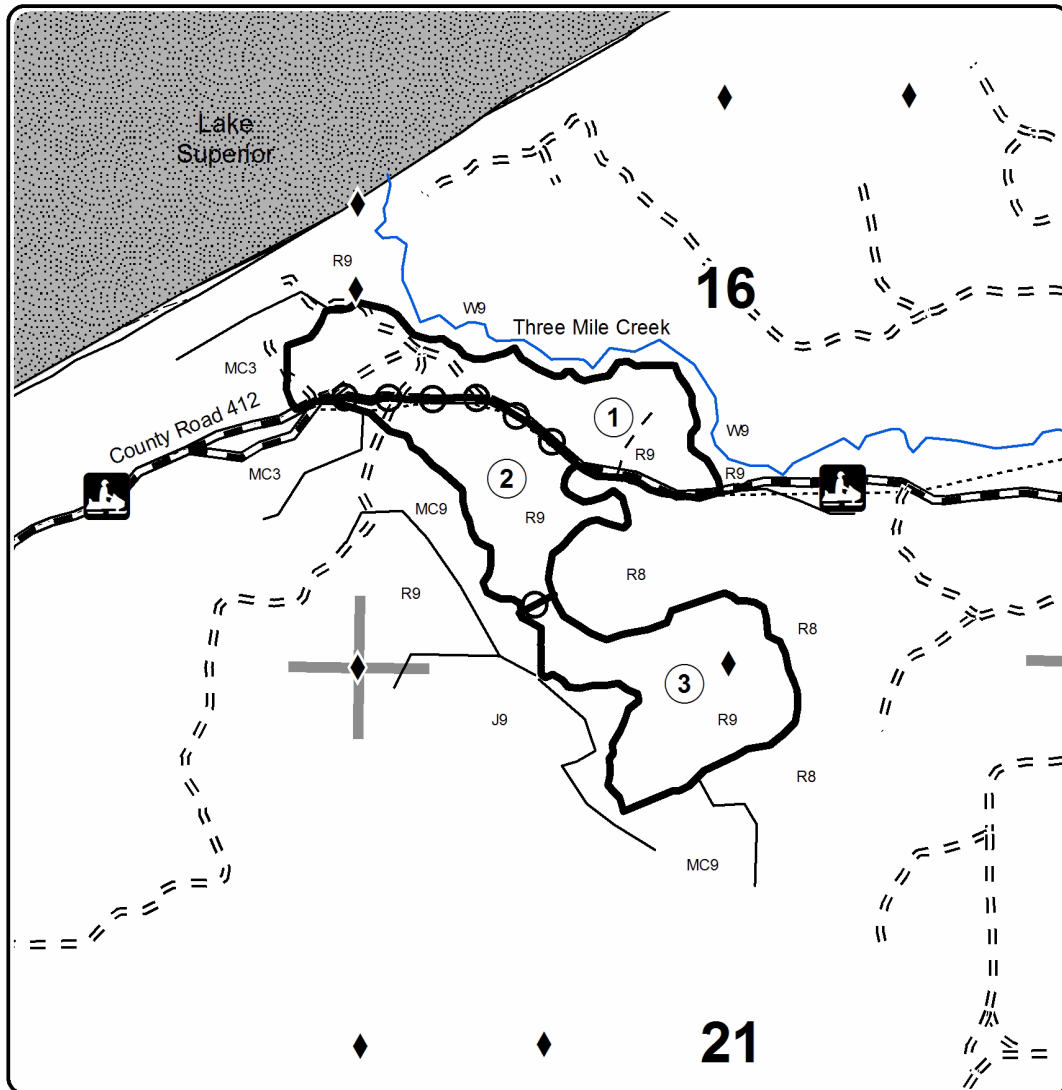 Lake
Superior
16
R9
W9
Three Mile Creek
MC3
County Road 412
1
R9
W9
R9
MC3
2
MC9
R9
R8
R9
R8
3
J9
R9
R8
MC9
21